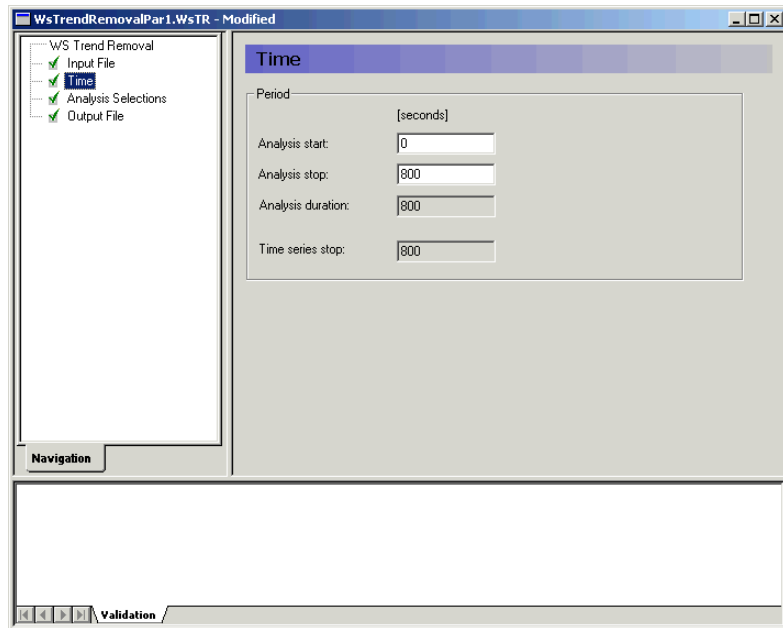 WsTrendRemovalPar1.WsTR - Modified
WS Trend Removal
Input File
Time
Analysis Selections
Output File
Navigation
Time
Period
[seconds]
Analysis start: 0
Analysis stop: 800
Analysis duration: 800
Time series stop: 800
Validation